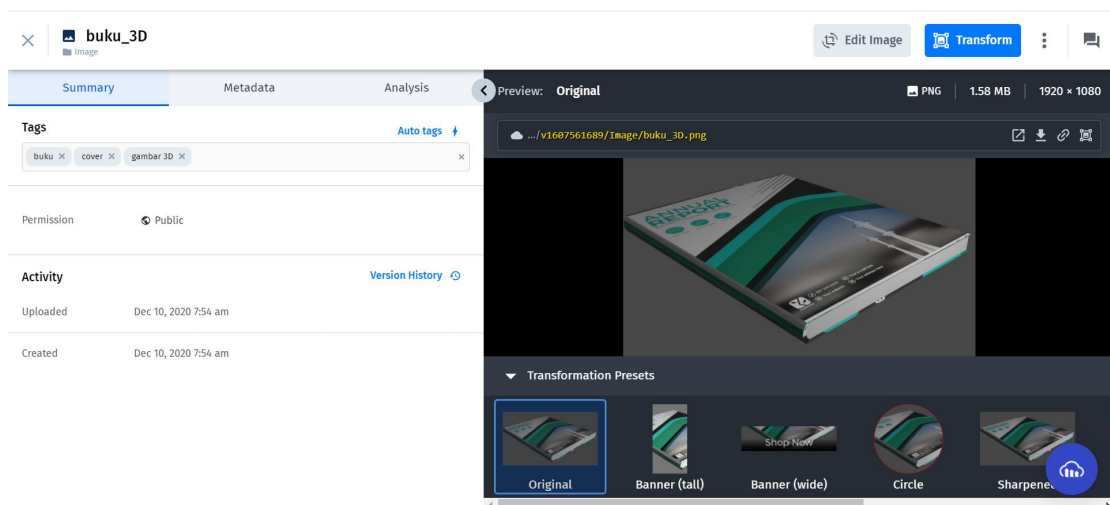 buku_3D
Image
Edit Image
Transform
Summary
Metadata
Analysis
Preview: Original
PNG
1.58 MB
1920 × 1080
Tags
Auto tags
buku ×
cover ×
gambar 3D ×
.../v1607561689/Image/buku_3D.png
Permission
Public
Activity
Version History
Uploaded
Dec 10, 2020 7:54 am
Created
Dec 10, 2020 7:54 am
ANNUAL
REPORT
Transformation Presets
Shop Now
Original
Banner (tall)
Banner (wide)
Circle